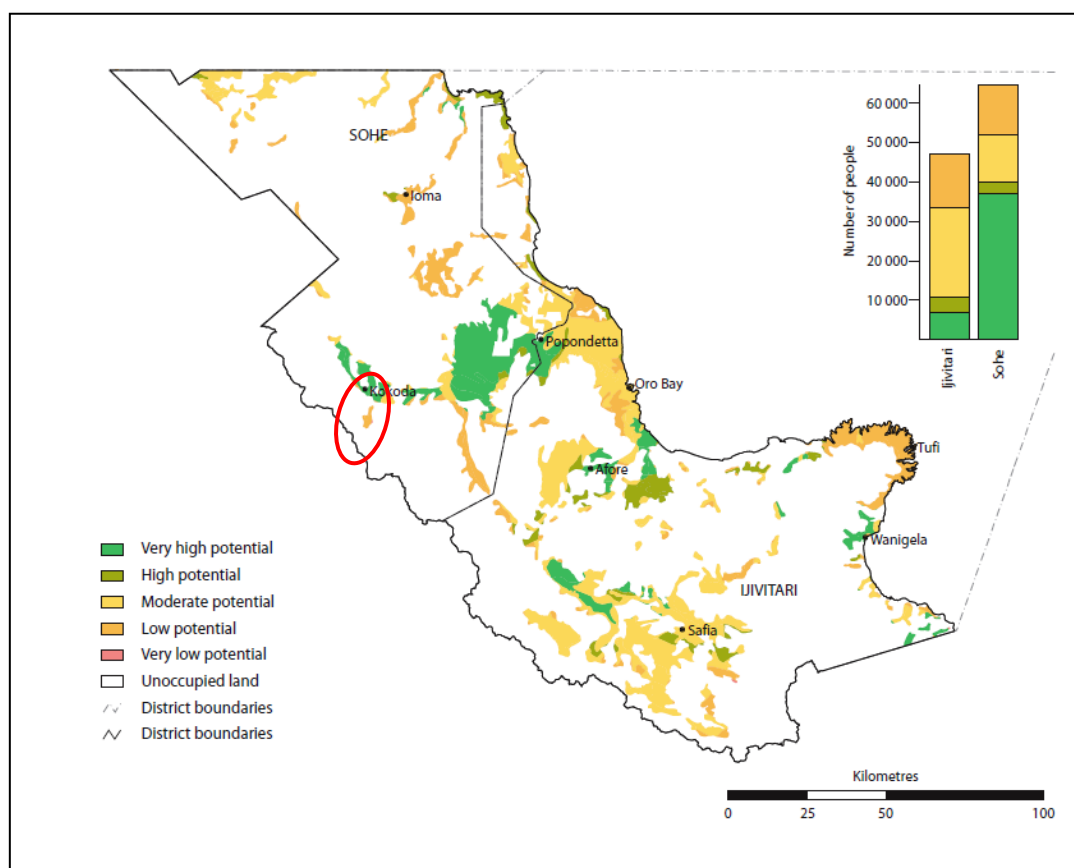 60 000
50 000
40 000
30 000
20 000
10 000
Number of people
Ijivitari
Sohe
SOHE
Ioma
Popondetta
Kokoda
Oro Bay
Afore
Tufi
Wanigela
IJIVITARI
Safia
Very high potential
High potential
Moderate potential
Low potential
Very low potential
Unoccupied land
District boundaries
District boundaries
Kilometres
0 25 50 100